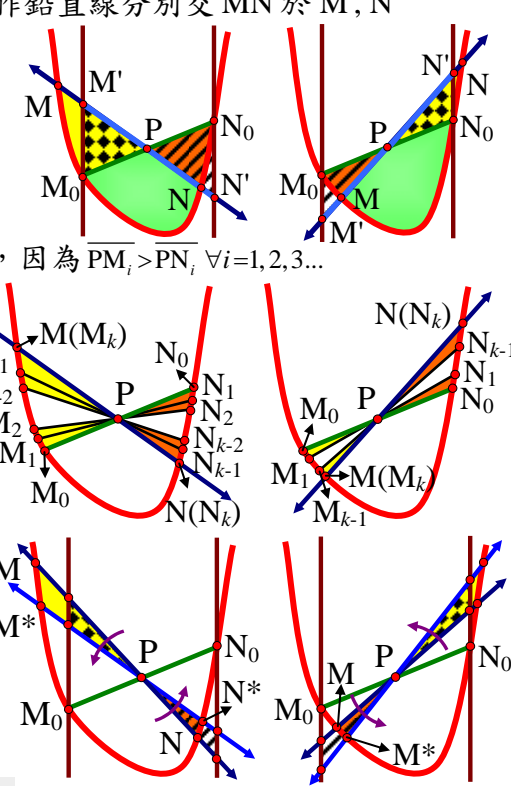 作鉛直線分別交 MN 於 M', N'
M' N'
M P N
N₀ N₀
M₀ M₀ M
N N' M'
，因為 PMᵢ>PNᵢ ∀i=1,2,3...
N(Nₖ)
M(Mₖ) N₀ Nₖ₋₁
P N₁ P N₁
N₂ N₀
M₂ Nₖ₋₂ M₀
M₁ Nₖ₋₁ M₁ M(Mₖ)
M₀ N(Nₖ) Mₖ₋₁
M
M* P N₀ P N₀
M₀ N* M₀ M
N M*